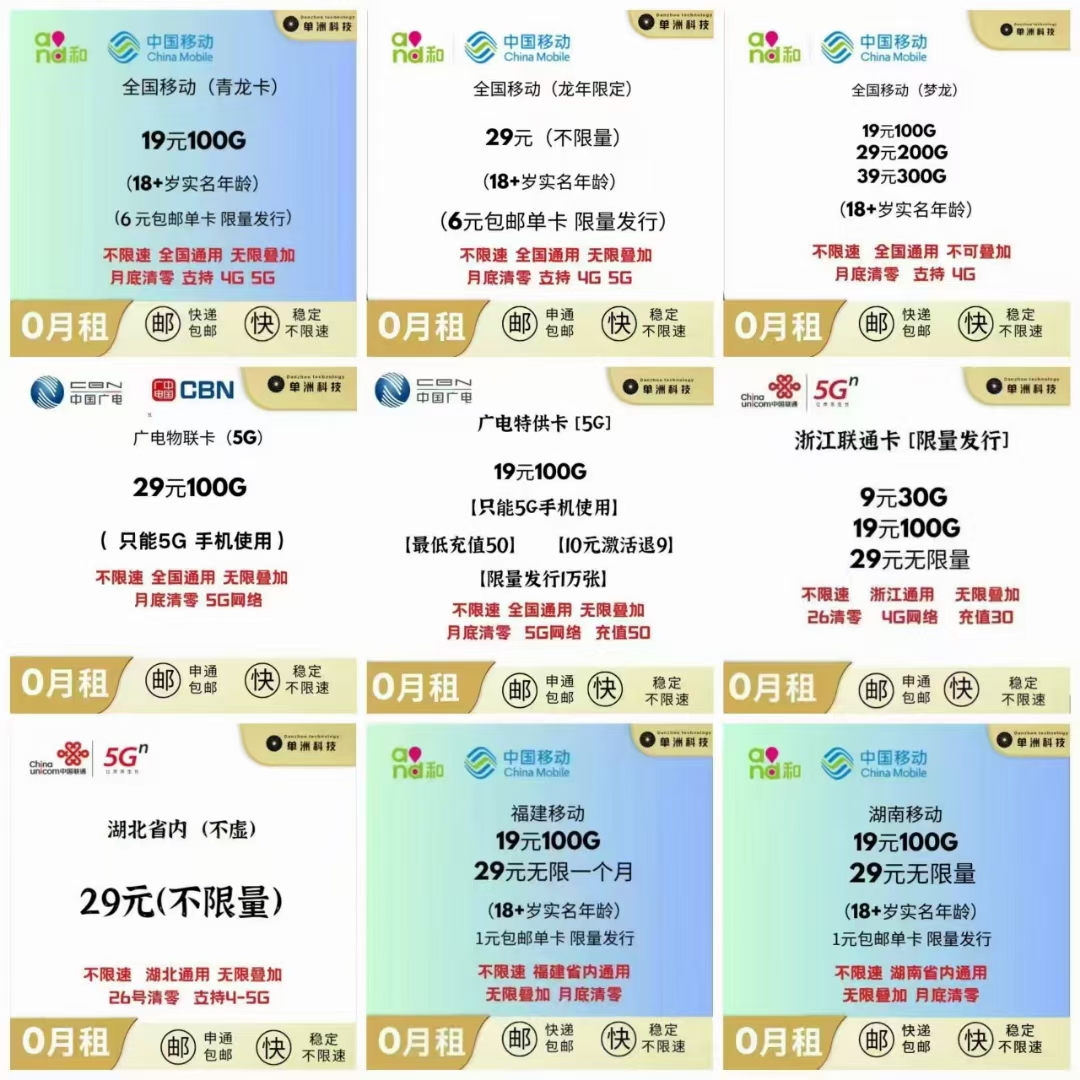 and和 中国移动 China Mobile
Danzhou technology
单洲科技
全国移动（青龙卡）
19元100G
（18+岁实名年龄）
（6元包邮单卡 限量发行）
不限速 全国通用 无限叠加
月底清零 支持 4G 5G
0月租 邮 快递包邮 快 稳定不限速
and和 中国移动 China Mobile
Danzhou technology
单洲科技
全国移动（龙年限定）
29元（不限量）
（18+岁实名年龄）
（6元包邮单卡 限量发行）
不限速 全国通用 无限叠加
月底清零 支持 4G 5G
0月租 邮 申通包邮 快 稳定不限速
and和 中国移动 China Mobile
Danzhou technology
单洲科技
全国移动（梦龙）
19元100G
29元200G
39元300G
（18+岁实名年龄）
不限速 全国通用 不可叠加
月底清零 支持 4G
0月租 邮 快递包邮 快 稳定不限速
CBN 中国广电 中国广电 CBN
Danzhou technology
单洲科技
广电物联卡（5G）
29元100G
( 只能5G 手机使用 )
不限速 全国通用 无限叠加
月底清零 5G网络
0月租 邮 申通包邮 快 稳定不限速
CBN 中国广电
Danzhou technology
单洲科技
广电特供卡 [5G]
19元100G
【只能5G手机使用】
【最低充值50】 【10元激活退9】
【限量发行1万张】
不限速 全国通用 无限叠加
月底清零 5G网络 充值50
0月租 邮 申通包邮 快 稳定不限速
China unicom中国联通 5Gⁿ
Danzhou technology
单洲科技
浙江联通卡 [限量发行]
9元30G
19元100G
29元无限量
不限速 浙江通用 无限叠加
26清零 4G网络 充值30
0月租 邮 申通包邮 快 稳定不限速
China unicom中国联通 5Gⁿ
Danzhou technology
单洲科技
湖北省内（不虚）
29元(不限量)
不限速 湖北通用 无限叠加
26号清零 支持4-5G
0月租 邮 申通包邮 快 稳定不限速
and和 中国移动 China Mobile
Danzhou technology
单洲科技
福建移动
19元100G
29元无限一个月
（18+岁实名年龄）
1元包邮单卡 限量发行
不限速 福建省内通用
无限叠加 月底清零
0月租 邮 快递包邮 快 稳定不限速
and和 中国移动 China Mobile
Danzhou technology
单洲科技
湖南移动
19元100G
29元无限量
（18+岁实名年龄）
1元包邮单卡 限量发行
不限速 湖南省内通用
无限叠加 月底清零
0月租 邮 快递包邮 快 稳定不限速